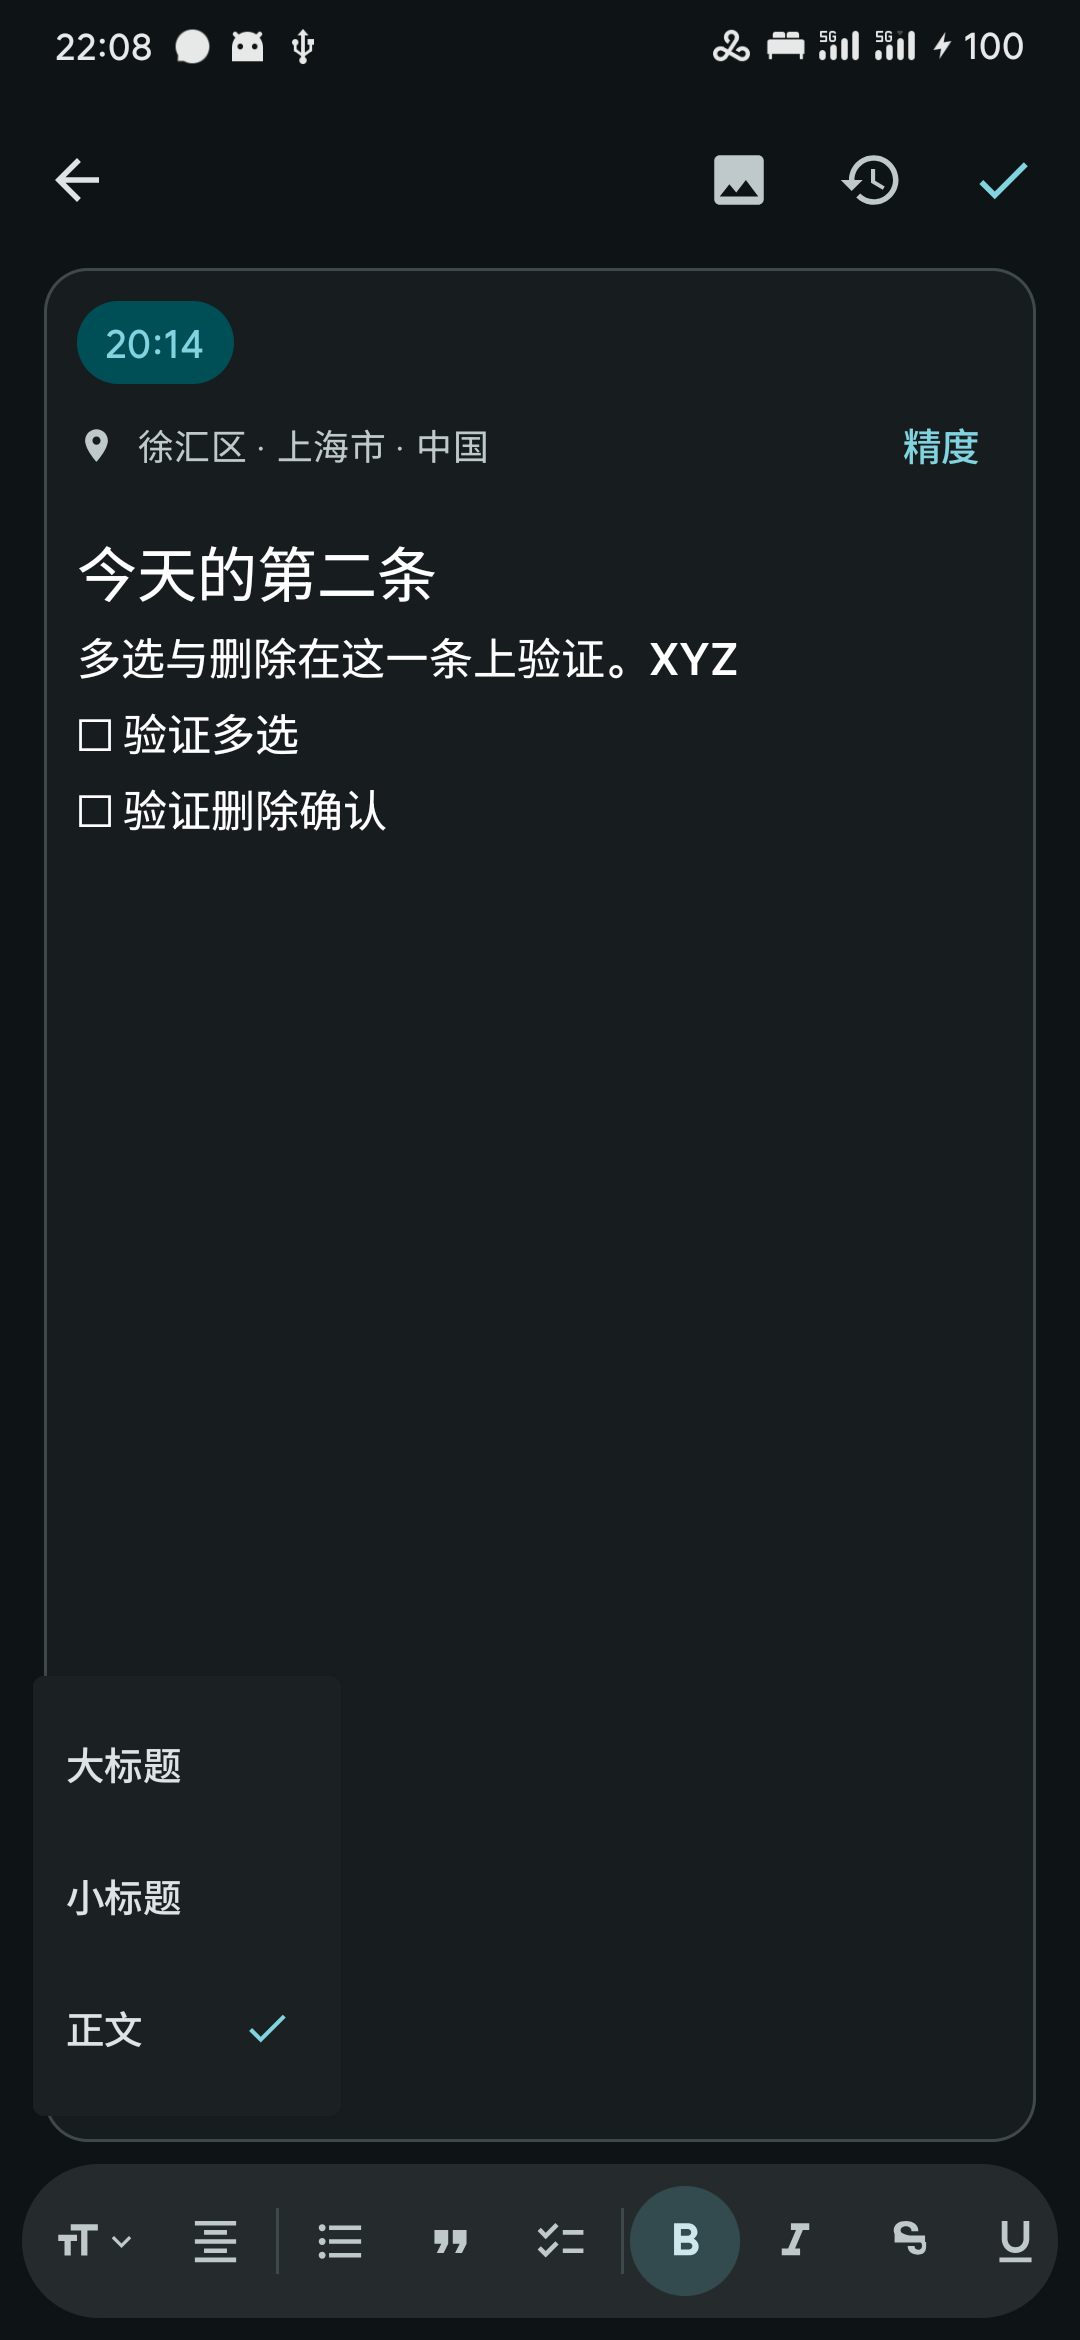 22:08 5G 5G 100
20:14
徐汇区 · 上海市 · 中国 精度
今天的第二条
多选与删除在这一条上验证。XYZ
☐ 验证多选
☐ 验证删除确认
大标题
小标题
正文